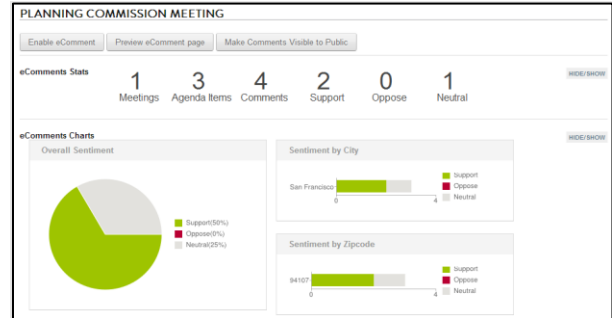 PLANNING COMMISSION MEETING
Enable eComment Preview eComment page Make Comments Visible to Public
eComments Stats
1 3 4 2 0 1
Meetings Agenda Items Comments Support Oppose Neutral
HIDE/SHOW
eComments Charts
HIDE/SHOW
Overall Sentiment
Support(50%)
Oppose(0%)
Neutral(25%)
Sentiment by City
San Francisco
0 4
Support
Oppose
Neutral
Sentiment by Zipcode
94107
0 4
Support
Oppose
Neutral